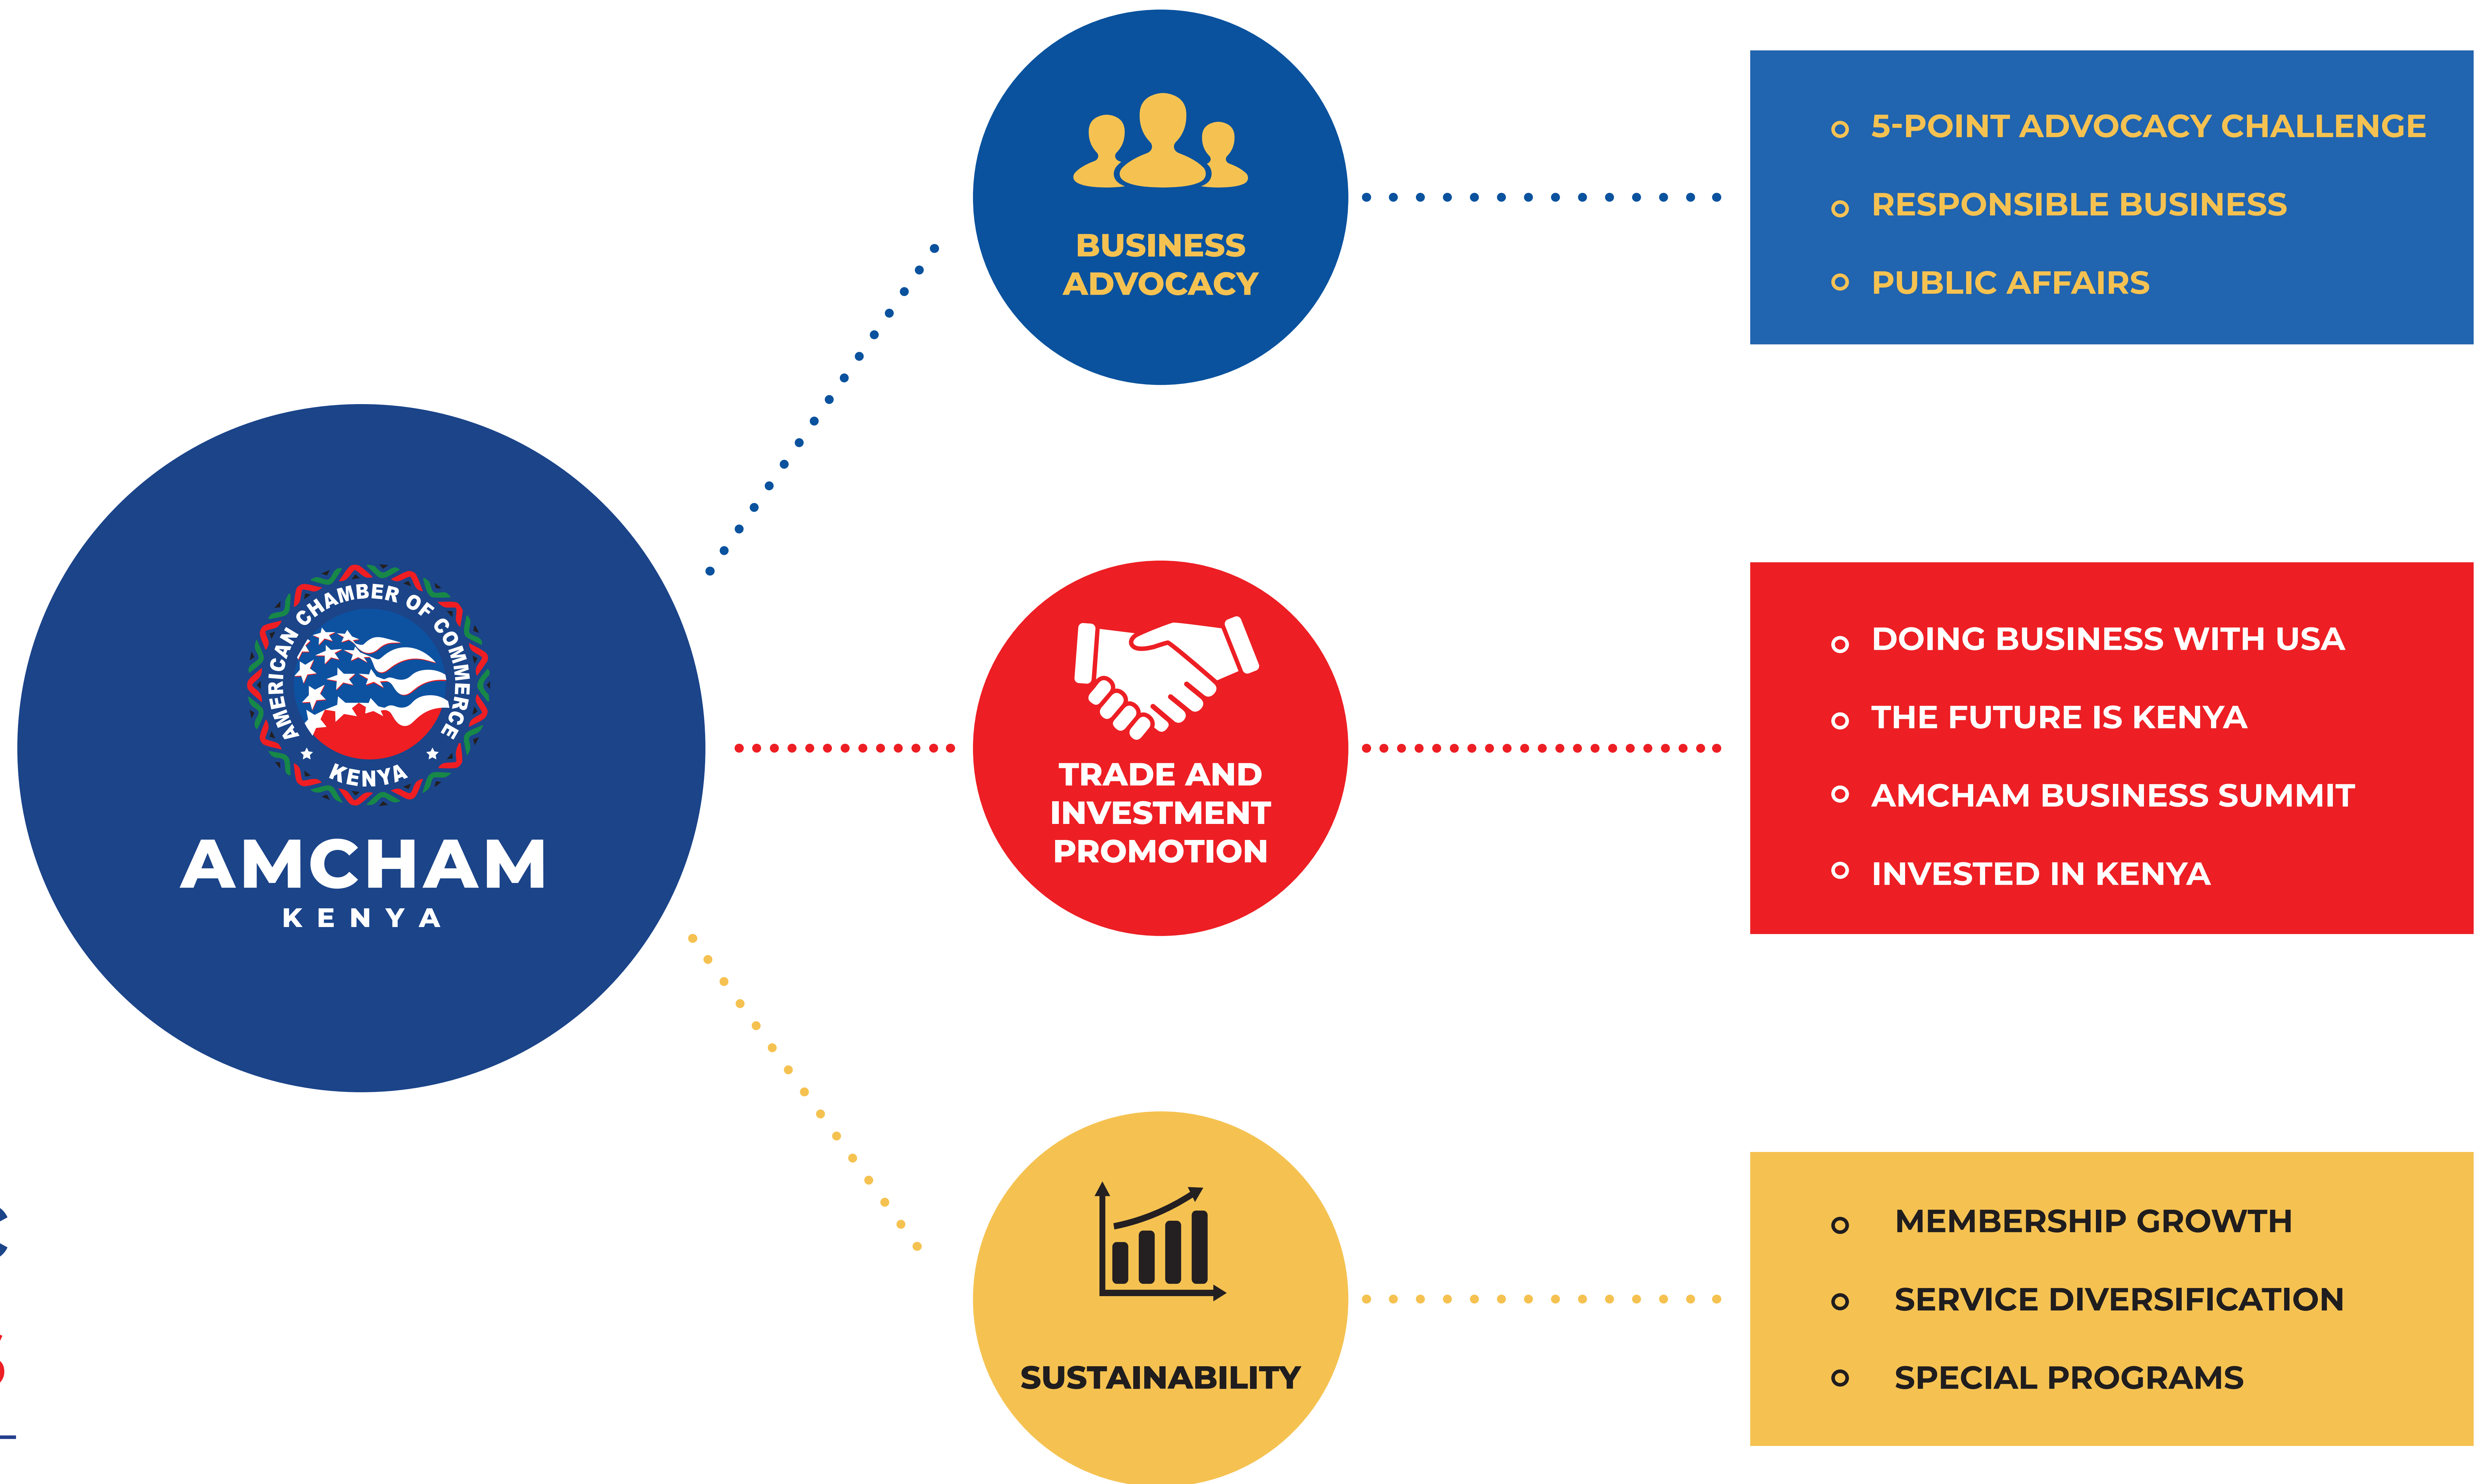 AMERICAN CHAMBER OF COMMERCE
KENYA
AMCHAM
KENYA
BUSINESS
ADVOCACY
5-POINT ADVOCACY CHALLENGE
RESPONSIBLE BUSINESS
PUBLIC AFFAIRS
TRADE AND
INVESTMENT
PROMOTION
DOING BUSINESS WITH USA
THE FUTURE IS KENYA
AMCHAM BUSINESS SUMMIT
INVESTED IN KENYA
SUSTAINABILITY
MEMBERSHIP GROWTH
SERVICE DIVERSIFICATION
SPECIAL PROGRAMS